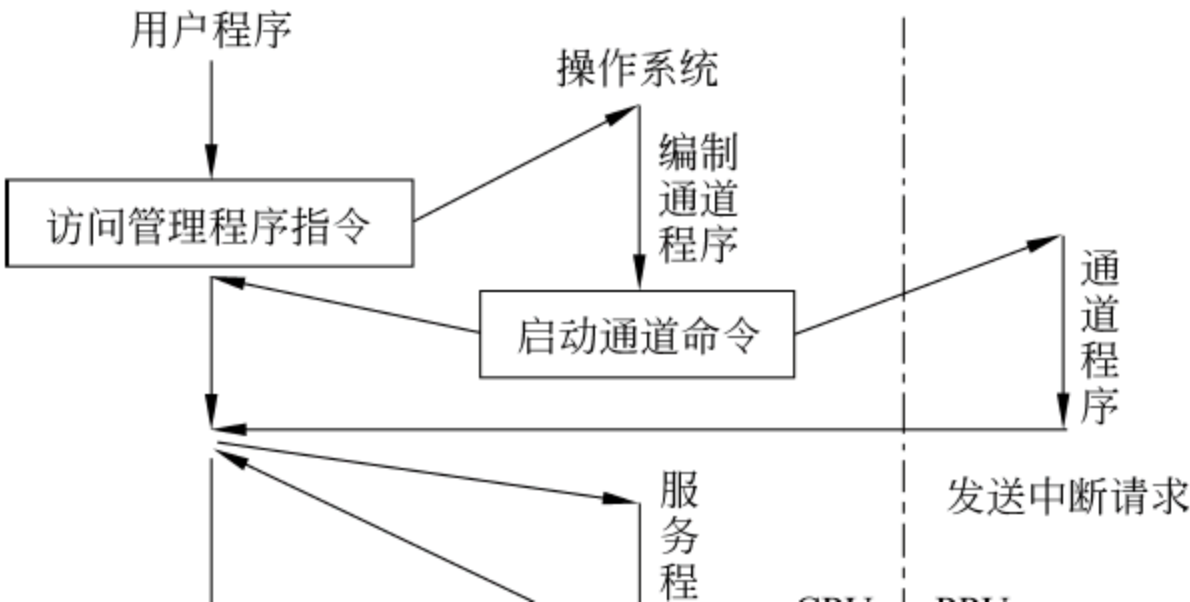 用户程序
操作系统
编制
通道
程序
访问管理程序指令
启动通道命令
通
道
程
序
发送中断请求
服
务
程